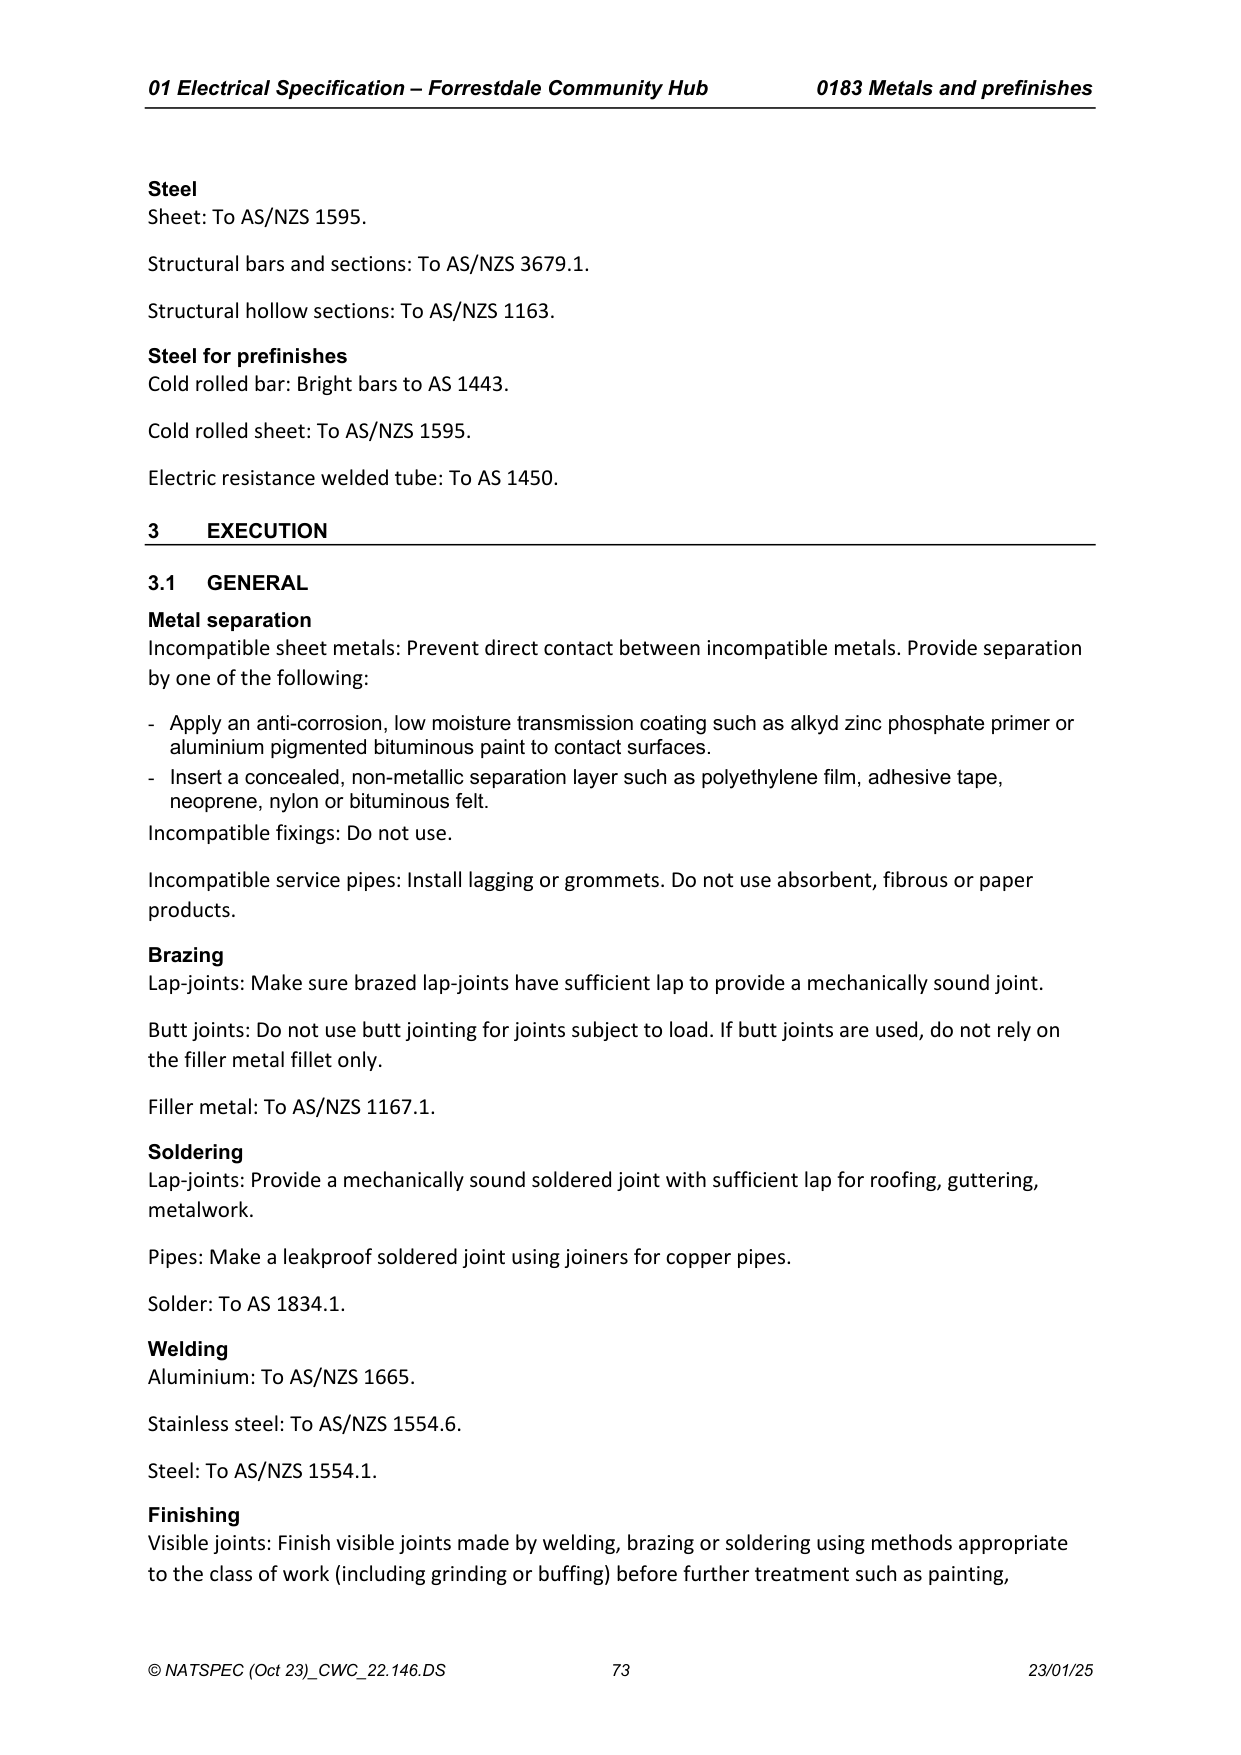 01 Electrical Specification – Forrestdale Community Hub 0183 Metals and prefinishes
Steel
Sheet: To AS/NZS 1595.
Structural bars and sections: To AS/NZS 3679.1.
Structural hollow sections: To AS/NZS 1163.
Steel for prefinishes
Cold rolled bar: Bright bars to AS 1443.
Cold rolled sheet: To AS/NZS 1595.
Electric resistance welded tube: To AS 1450.
3 EXECUTION
3.1 GENERAL
Metal separation
Incompatible sheet metals: Prevent direct contact between incompatible metals. Provide separation
by one of the following:
- Apply an anti-corrosion, low moisture transmission coating such as alkyd zinc phosphate primer or
aluminium pigmented bituminous paint to contact surfaces.
- Insert a concealed, non-metallic separation layer such as polyethylene film, adhesive tape,
neoprene, nylon or bituminous felt.
Incompatible fixings: Do not use.
Incompatible service pipes: Install lagging or grommets. Do not use absorbent, fibrous or paper
products.
Brazing
Lap-joints: Make sure brazed lap-joints have sufficient lap to provide a mechanically sound joint.
Butt joints: Do not use butt jointing for joints subject to load. If butt joints are used, do not rely on
the filler metal fillet only.
Filler metal: To AS/NZS 1167.1.
Soldering
Lap-joints: Provide a mechanically sound soldered joint with sufficient lap for roofing, guttering,
metalwork.
Pipes: Make a leakproof soldered joint using joiners for copper pipes.
Solder: To AS 1834.1.
Welding
Aluminium: To AS/NZS 1665.
Stainless steel: To AS/NZS 1554.6.
Steel: To AS/NZS 1554.1.
Finishing
Visible joints: Finish visible joints made by welding, brazing or soldering using methods appropriate
to the class of work (including grinding or buffing) before further treatment such as painting,
© NATSPEC (Oct 23)_CWC_22.146.DS 73 23/01/25